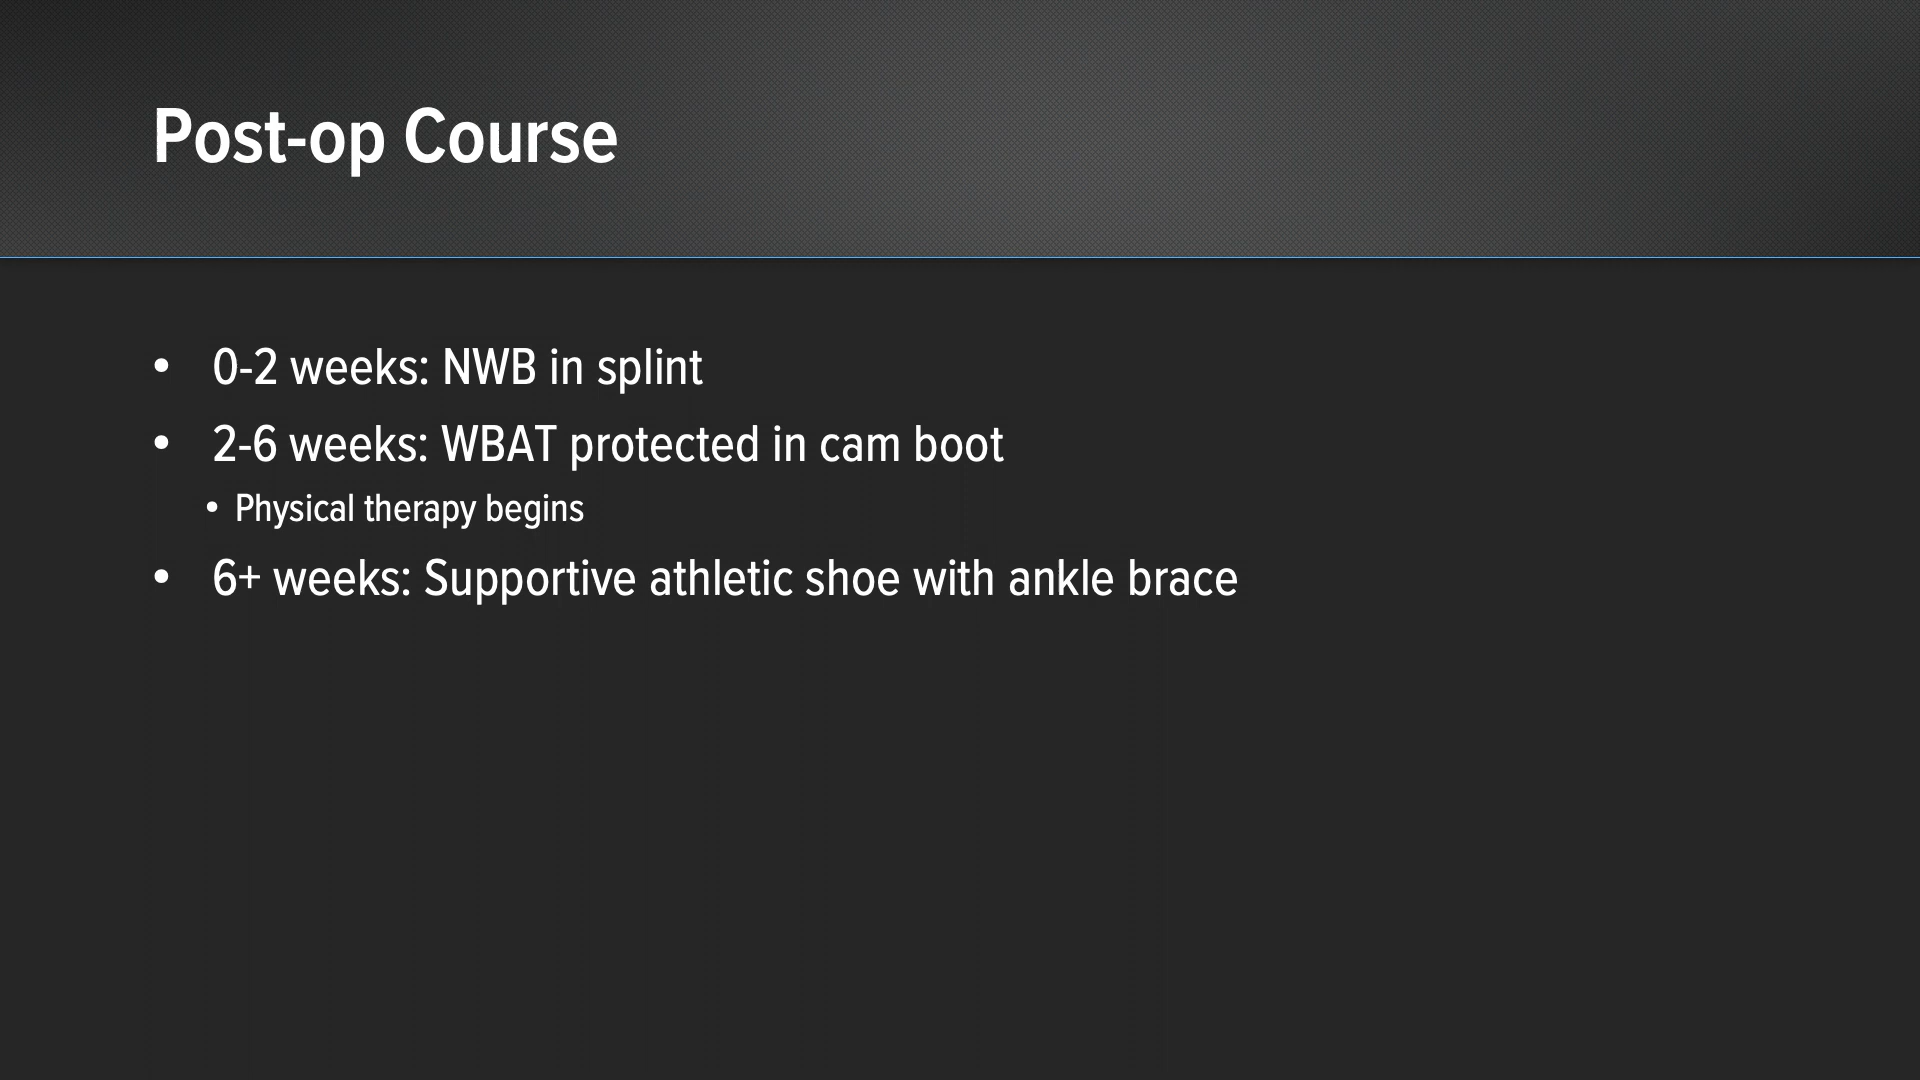 Post-op Course
• 0-2 weeks: NWB in splint
• 2-6 weeks: WBAT protected in cam boot
• Physical therapy begins
• 6+ weeks: Supportive athletic shoe with ankle brace